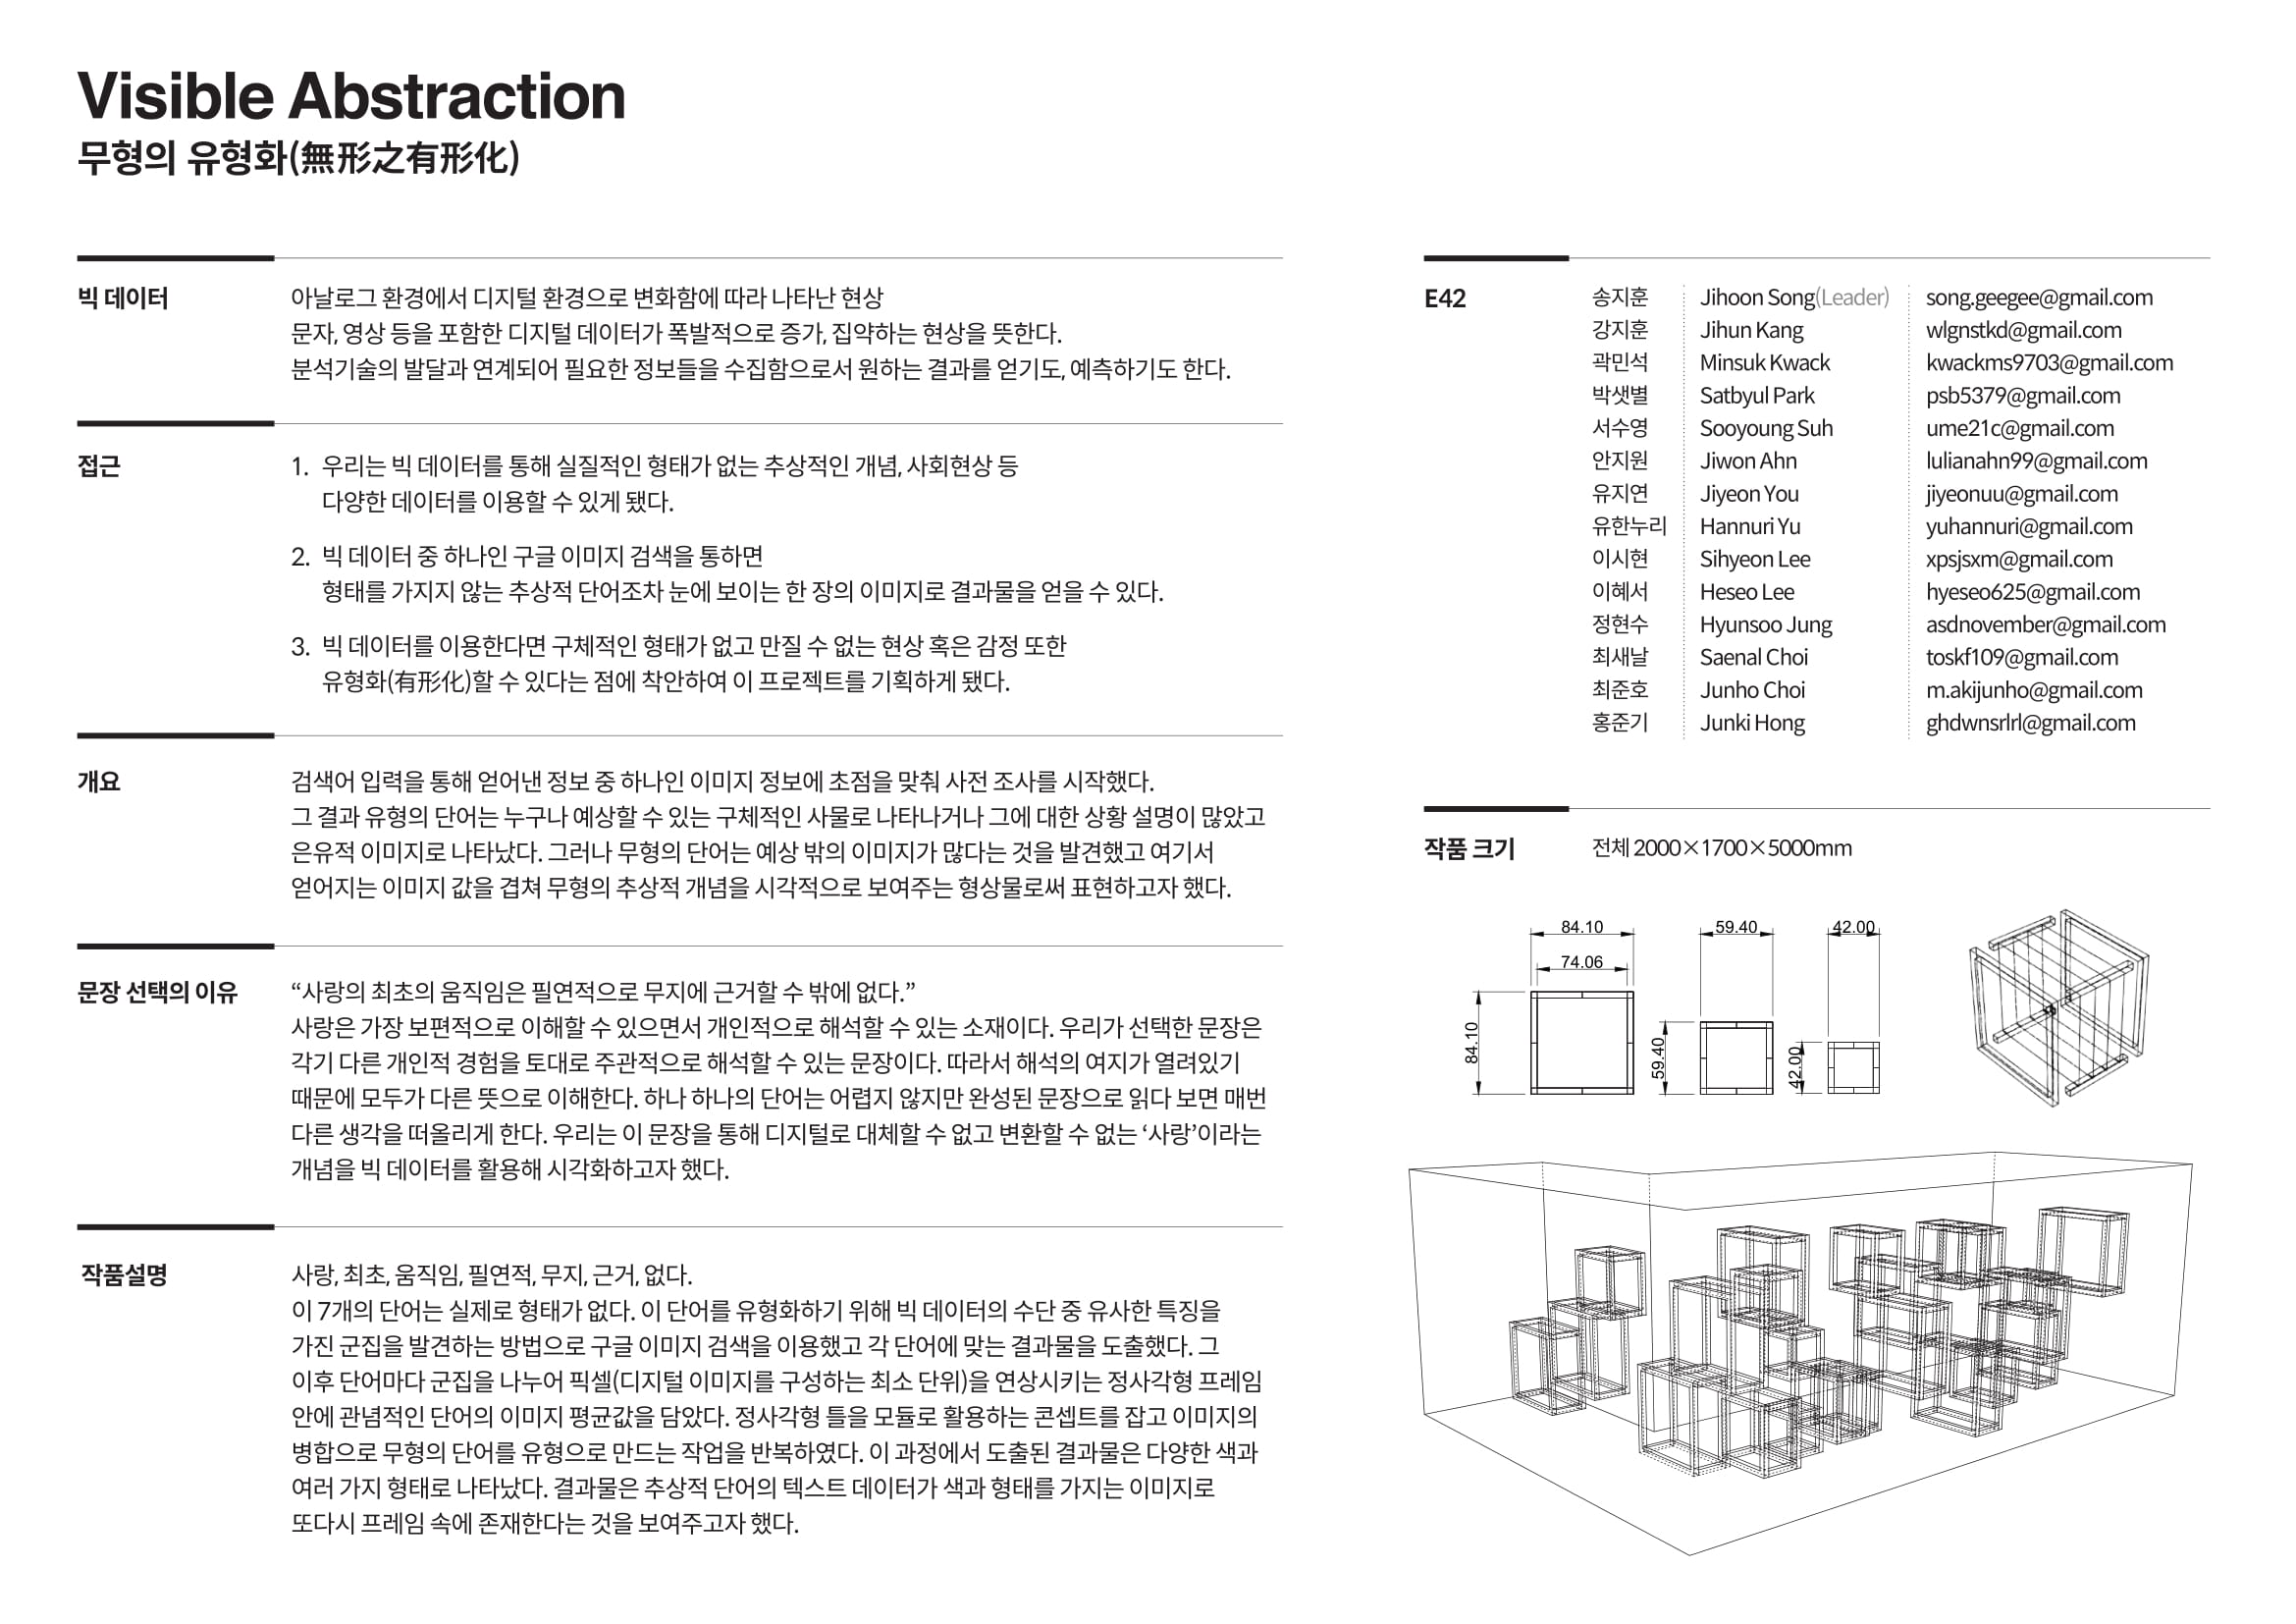 Visible Abstraction
무형의 유형화(無形之有形化)
빅 데이터
아날로그 환경에서 디지털 환경으로 변화함에 따라 나타난 현상
문자, 영상 등을 포함한 디지털 데이터가 폭발적으로 증가, 집약하는 현상을 뜻한다.
분석기술의 발달과 연계되어 필요한 정보들을 수집함으로서 원하는 결과를 얻기도, 예측하기도 한다.
접근
1. 우리는 빅 데이터를 통해 실질적인 형태가 없는 추상적인 개념, 사회현상 등
다양한 데이터를 이용할 수 있게 됐다.
2. 빅 데이터 중 하나인 구글 이미지 검색을 통하면
형태를 가지지 않는 추상적 단어조차 눈에 보이는 한 장의 이미지로 결과물을 얻을 수 있다.
3. 빅 데이터를 이용한다면 구체적인 형태가 없고 만질 수 없는 현상 혹은 감정 또한
유형화(有形化)할 수 있다는 점에 착안하여 이 프로젝트를 기획하게 됐다.
개요
검색어 입력을 통해 얻어낸 정보 중 하나인 이미지 정보에 초점을 맞춰 사전 조사를 시작했다.
그 결과 유형의 단어는 누구나 예상할 수 있는 구체적인 사물로 나타나거나 그에 대한 상황 설명이 많았고
은유적 이미지로 나타났다. 그러나 무형의 단어는 예상 밖의 이미지가 많다는 것을 발견했고 여기서
얻어지는 이미지 값을 겹쳐 무형의 추상적 개념을 시각적으로 보여주는 형상물로써 표현하고자 했다.
문장 선택의 이유
“사랑의 최초의 움직임은 필연적으로 무지에 근거할 수 밖에 없다.”
사랑은 가장 보편적으로 이해할 수 있으면서 개인적으로 해석할 수 있는 소재이다. 우리가 선택한 문장은
각기 다른 개인적 경험을 토대로 주관적으로 해석할 수 있는 문장이다. 따라서 해석의 여지가 열려있기
때문에 모두가 다른 뜻으로 이해한다. 하나 하나의 단어는 어렵지 않지만 완성된 문장으로 읽다 보면 매번
다른 생각을 떠올리게 한다. 우리는 이 문장을 통해 디지털로 대체할 수 없고 변환할 수 없는 ‘사랑’이라는
개념을 빅 데이터를 활용해 시각화하고자 했다.
작품설명
사랑, 최초, 움직임, 필연적, 무지, 근거, 없다.
이 7개의 단어는 실제로 형태가 없다. 이 단어를 유형화하기 위해 빅 데이터의 수단 중 유사한 특징을
가진 군집을 발견하는 방법으로 구글 이미지 검색을 이용했고 각 단어에 맞는 결과물을 도출했다. 그
이후 단어마다 군집을 나누어 픽셀(디지털 이미지를 구성하는 최소 단위)을 연상시키는 정사각형 프레임
안에 관념적인 단어의 이미지 평균값을 담았다. 정사각형 틀을 모듈로 활용하는 콘셉트를 잡고 이미지의
병합으로 무형의 단어를 유형으로 만드는 작업을 반복하였다. 이 과정에서 도출된 결과물은 다양한 색과
여러 가지 형태로 나타났다. 결과물은 추상적 단어의 텍스트 데이터가 색과 형태를 가지는 이미지로
또다시 프레임 속에 존재한다는 것을 보여주고자 했다.
E42
송지훈 Jihoon Song(Leader) song.geegee@gmail.com
강지훈 Jihun Kang wlgnstkd@gmail.com
곽민석 Minsuk Kwack kwackms9703@gmail.com
박샛별 Satbyul Park psb5379@gmail.com
서수영 Sooyoung Suh ume21c@gmail.com
안지원 Jiwon Ahn lulianahn99@gmail.com
유지연 Jiyeon You jiyeonuu@gmail.com
유한누리 Hannuri Yu yuhannuri@gmail.com
이시현 Sihyeon Lee xpsjsxm@gmail.com
이혜서 Heseo Lee hyeseo625@gmail.com
정현수 Hyunsoo Jung asdnovember@gmail.com
최새날 Saenal Choi toskf109@gmail.com
최준호 Junho Choi m.akijunho@gmail.com
홍준기 Junki Hong ghdwnsrlrl@gmail.com
작품 크기
전체 2000×1700×5000mm
84.10
74.06
84.10
59.40
59.40
42.00
42.00